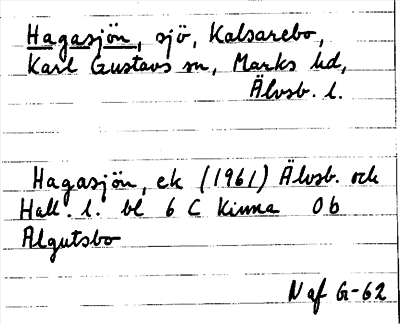 Hagasjön, sjö, Kalsarebo,
Karl Gustavs sn, Marks hd,
Älvsb. l.
Hagasjön, ek (1961) Älvsb. och
Hall. l. bl 6 C Kinna 0b
Algutsbo
N af G-62